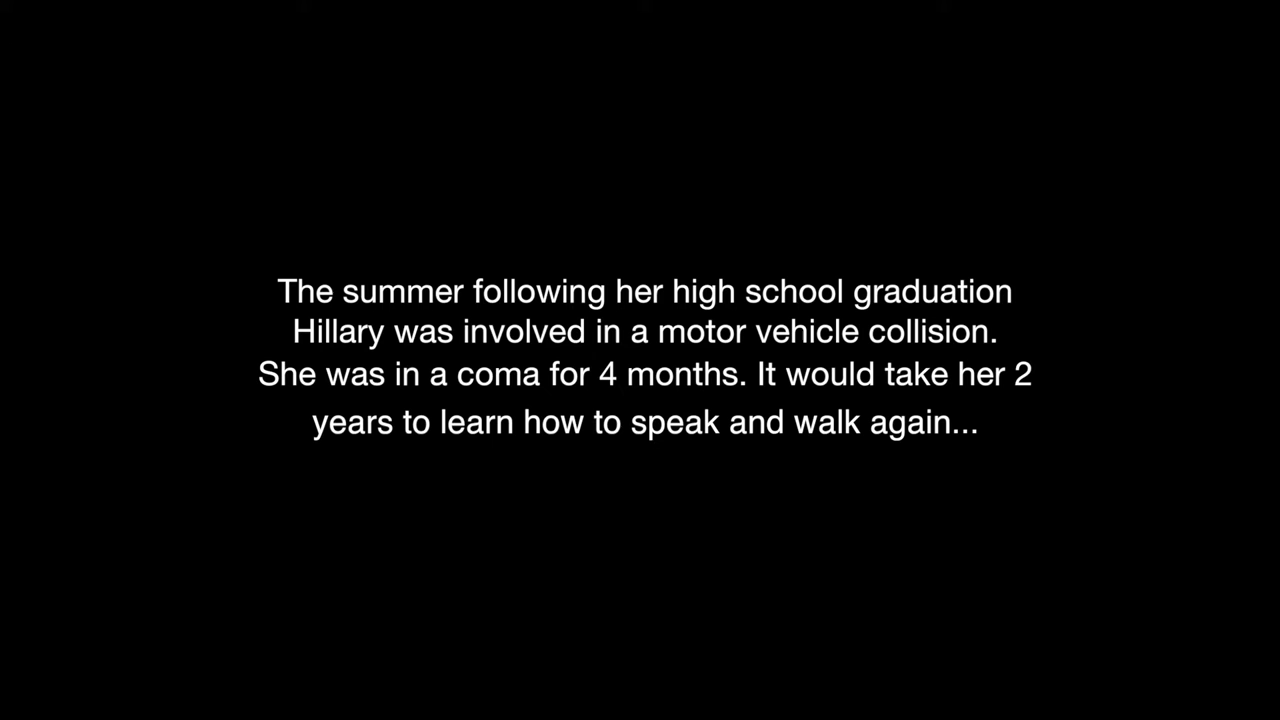 The summer following her high school graduation
Hillary was involved in a motor vehicle collision.
She was in a coma for 4 months. It would take her 2
years to learn how to speak and walk again...